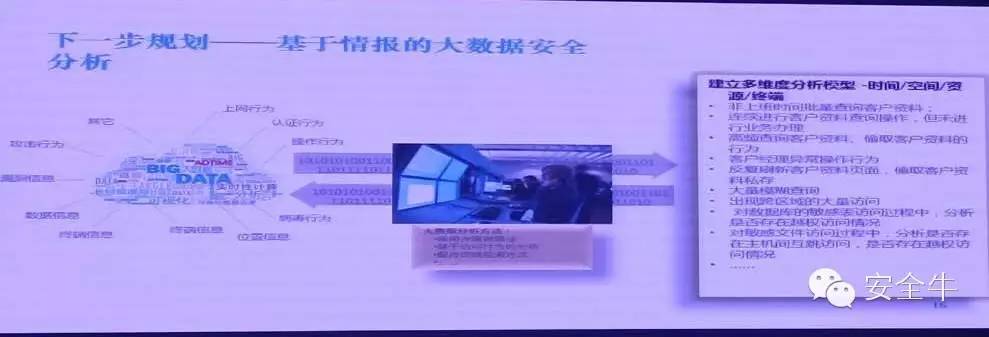 下一步规划——基于情报的大数据安全
分析
上网行为
其它
认证行为
攻击行为
操作行为
ADTIME
BIG
DATA
实时性计算
漏洞信息
可视化
数据信息
病毒行为
终端信息
终端信息
位置信息
大数据分析方法：
建立多维度分析模型 -时间/空间/资
源/终端
• 非上班时间批量查询客户资料；
• 连续进行客户资料查询操作，但未进
行业务办理
• 高频查询客户资料、偷取客户资料的
行为
• 客户经理异常操作行为
• 反复刷新客户资料页面，偷取客户资
料私存
• 大量模糊查询
• 出现跨区域的大量访问
• 对数据库的敏感表访问过程中，分析
是否存在越权访问情况
• 对敏感文件访问过程中，分析是否存
在主机间互跳访问，是否存在越权访
问情况
• ......
安全牛
16